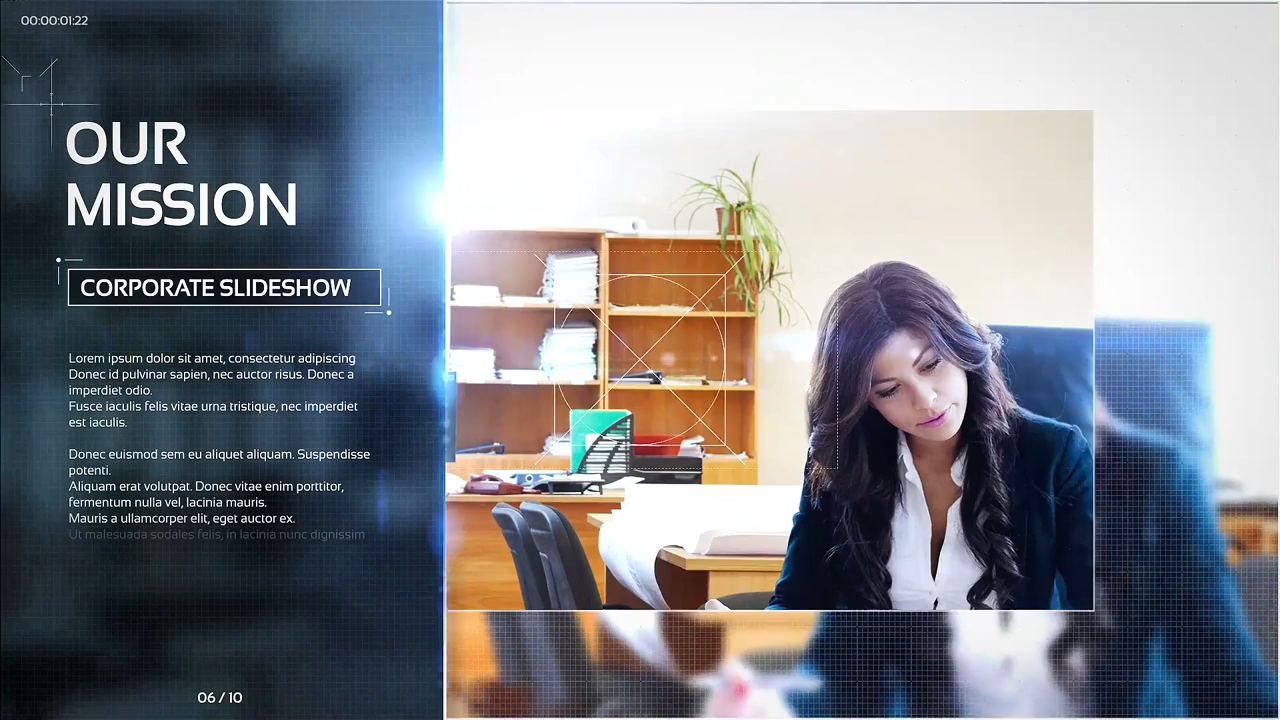 00:00:01:22
OUR
MISSION
CORPORATE SLIDESHOW
Lorem ipsum dolor sit amet, consectetur adipiscing
Donec id pulvinar sapien, nec auctor risus. Donec a
imperdiet odio.
Fusce iaculis felis vitae urna tristique, nec imperdiet
est iaculis.
Donec euismod sem eu aliquet aliquam. Suspendisse
potenti.
Aliquam erat volutpat. Donec vitae enim porttitor,
fermentum nulla vel, lacinia mauris.
Mauris a ullamcorper elit, eget auctor ex.
Ut malesuada sodales felis, in lacinia nunc dignissim
06 / 10